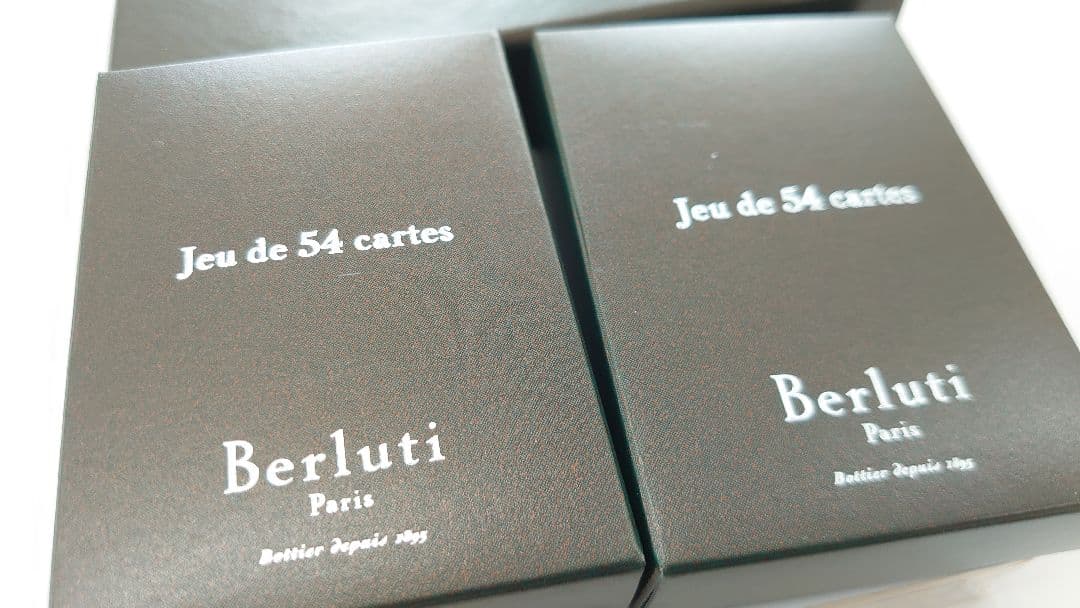 Jeu de 54 cartes
Berluti
Paris
Bottier depuis 1895
Jeu de 54 cartes
Berluti
Paris
Bottier depuis 1895